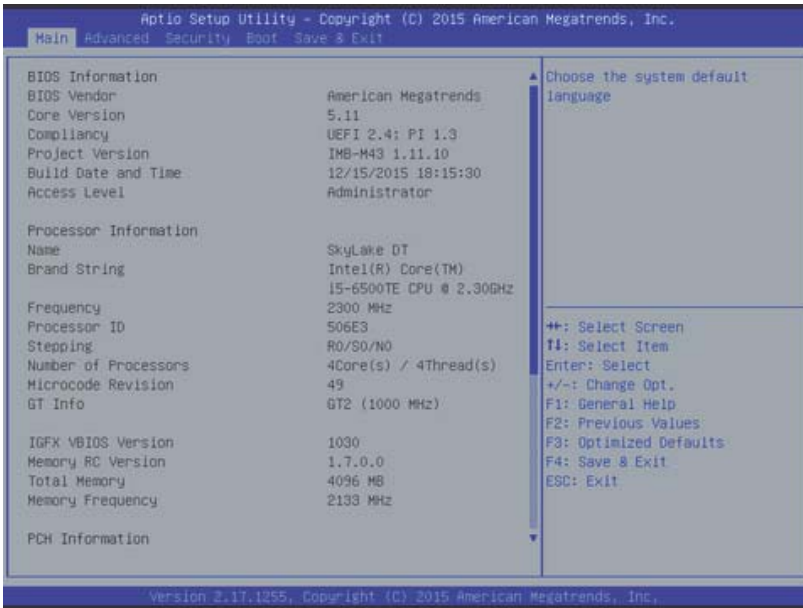 Aptio Setup Utility – Copyright (C) 2015 American Megatrends, Inc.
Main Advanced Security Boot Save & Exit
BIOS Information
BIOS Vendor American Megatrends
Core Version 5.11
Compliancy UEFI 2.4; PI 1.3
Project Version IMB-M43 1.11.10
Build Date and Time 12/15/2015 18:15:30
Access Level Administrator
Processor Information
Name SkyLake DT
Brand String Intel(R) Core(TM)
i5-6500TE CPU @ 2.30GHz
Frequency 2300 MHz
Processor ID 506E3
Stepping R0/S0/N0
Number of Processors 4Core(s) / 4Thread(s)
Microcode Revision 49
GT Info GT2 (1000 MHz)
IGFX VBIOS Version 1030
Memory RC Version 1.7.0.0
Total Memory 4096 MB
Memory Frequency 2133 MHz
PCH Information
Choose the system default
language
→←: Select Screen
↑↓: Select Item
Enter: Select
+/-: Change Opt.
F1: General Help
F2: Previous Values
F3: Optimized Defaults
F4: Save & Exit
ESC: Exit
Version 2.17.1255. Copyright (C) 2015 American Megatrends, Inc.